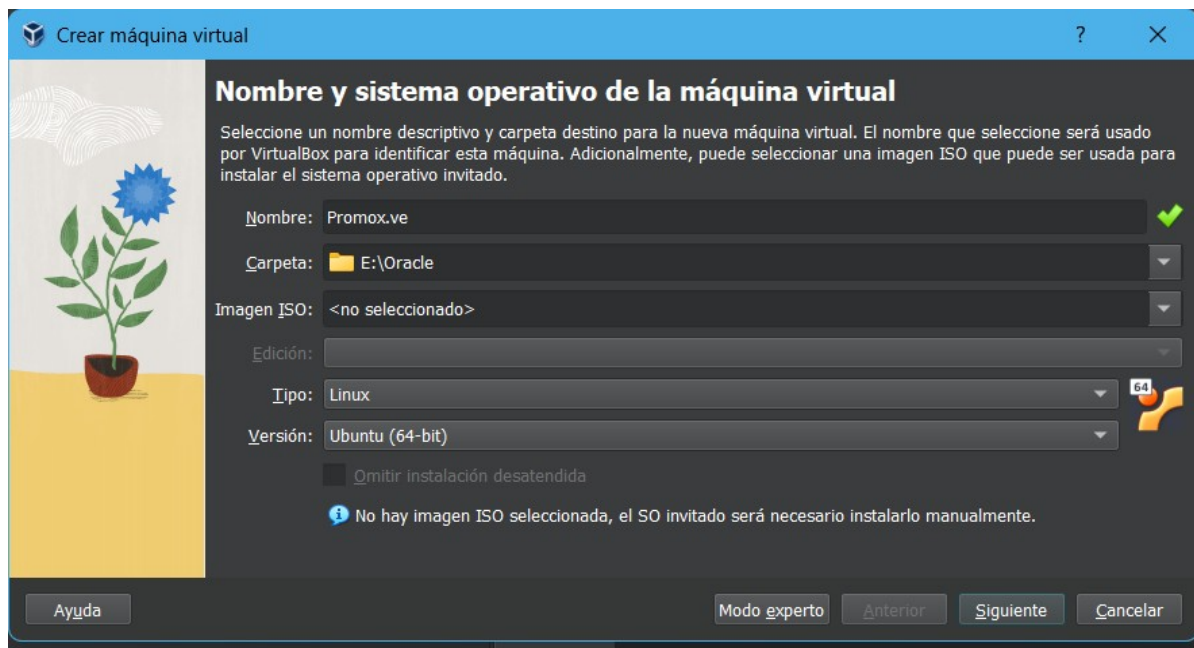 Crear máquina virtual
?
Nombre y sistema operativo de la máquina virtual
Seleccione un nombre descriptivo y carpeta destino para la nueva máquina virtual. El nombre que seleccione será usado
por VirtualBox para identificar esta máquina. Adicionalmente, puede seleccionar una imagen ISO que puede ser usada para
instalar el sistema operativo invitado.
Nombre: Promox.ve
Carpeta: E:\Oracle
Imagen ISO: <no seleccionado>
Edición:
Tipo: Linux
64
Versión: Ubuntu (64-bit)
Omitir instalación desatendida
No hay imagen ISO seleccionada, el SO invitado será necesario instalarlo manualmente.
Ayuda Modo experto Anterior Siguiente Cancelar